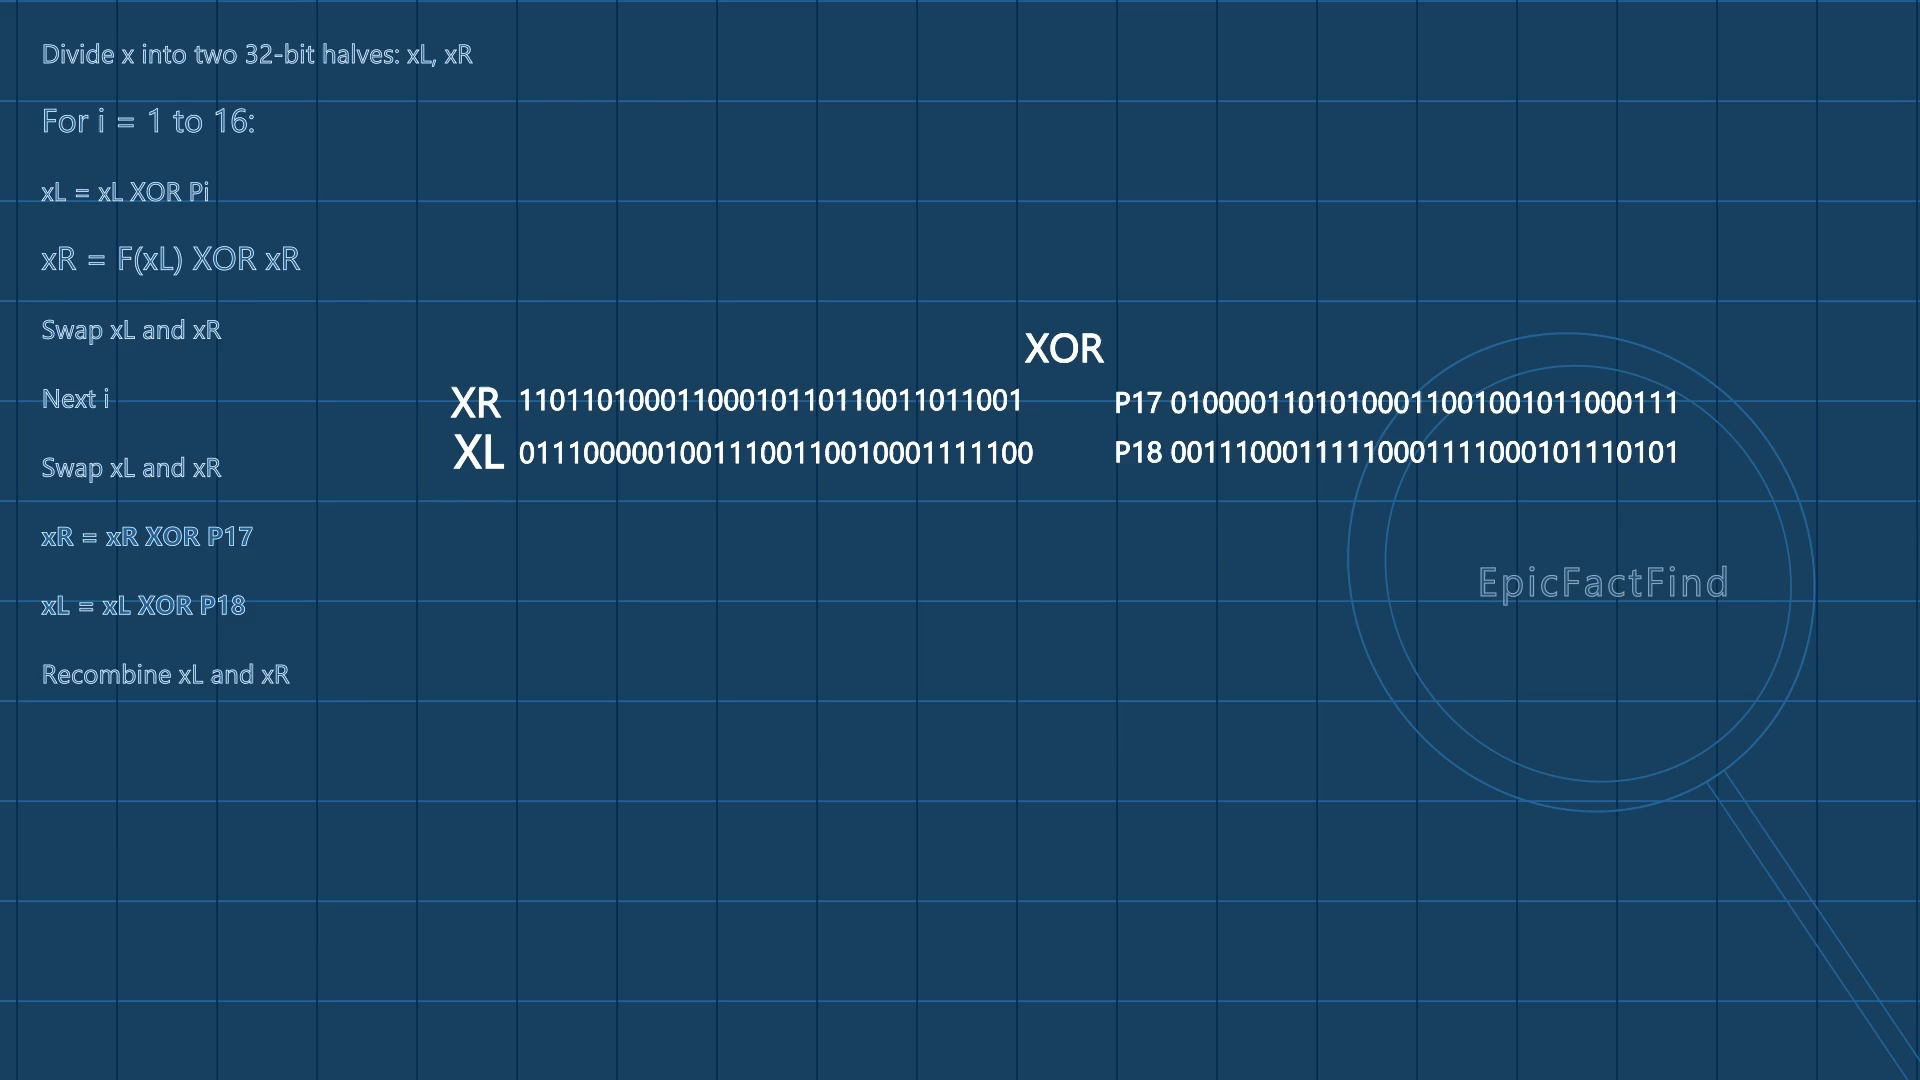 Divide x into two 32-bit halves: xL, xR
For i = 1 to 16:
xL = xL XOR Pi
xR = F(xL) XOR xR
Swap xL and xR
Next i
Swap xL and xR
xR = xR XOR P17
xL = xL XOR P18
Recombine xL and xR
XOR
XR 11011010001100010110110011011001
P17 01000011010100011001001011000111
XL 01110000010011100110010001111100
P18 00111000111110001111000101110101
EpicFactFind